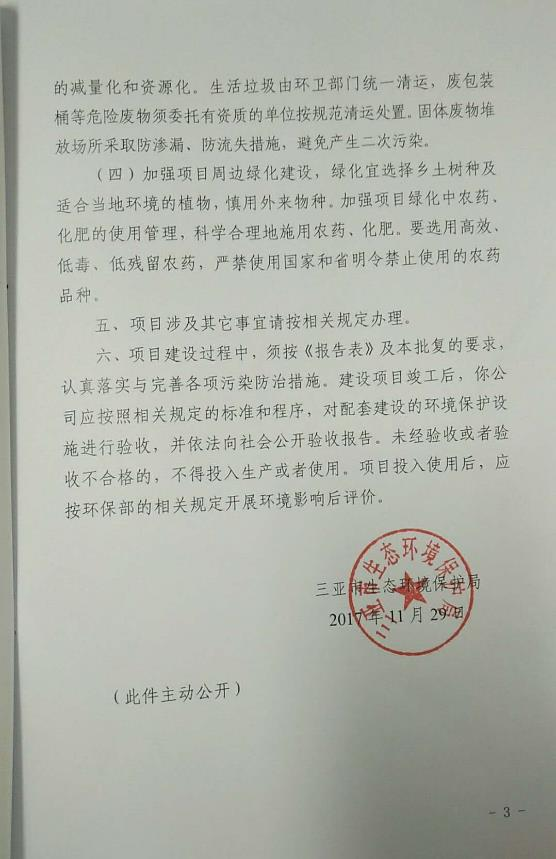 的减量化和资源化。生活垃圾由环卫部门统一清运，废包装
桶等危险废物须委托有资质的单位按规范清运处置。固体废物堆
放场所采取防渗漏、防流失措施，避免产生二次污染。
（四）加强项目周边绿化建设，绿化宜选择乡土树种及
适合当地环境的植物，慎用外来物种。加强项目绿化中农药、
化肥的使用管理，科学合理地施用农药、化肥。要选用高效、
低毒、低残留农药，严禁使用国家和省明令禁止使用的农药
品种。
五、项目涉及其它事宜请按相关规定办理。
六、项目建设过程中，须按《报告表》及本批复的要求，
认真落实与完善各项污染防治措施。建设项目竣工后，你公
司应按照相关规定的标准和程序，对配套建设的环境保护设
施进行验收，并依法向社会公开验收报告。未经验收或者验
收不合格的，不得投入生产或者使用。项目投入使用后，应
按环保部的相关规定开展环境影响后评价。
三亚市生态环境保护局
三亚市生态环境保护局
2017年11月29日
（此件主动公开）
- 3 -